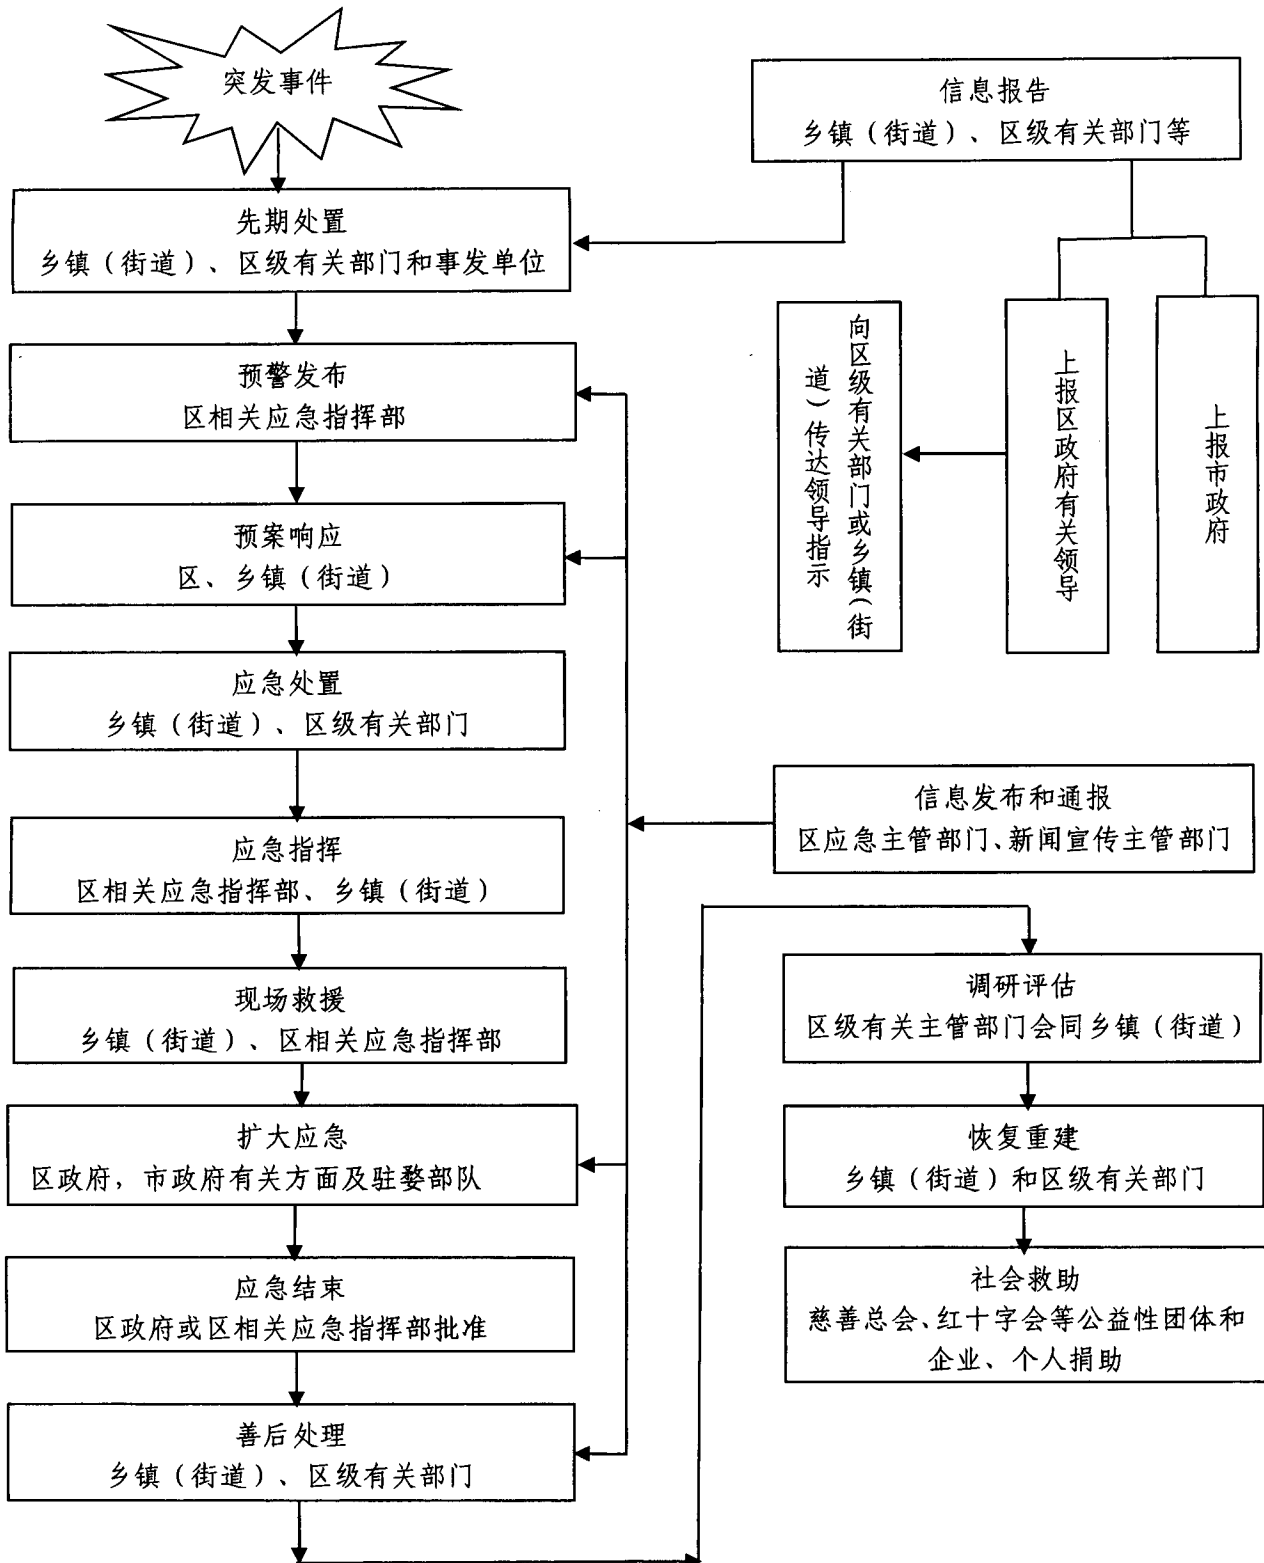 突发事件
信息报告
乡镇（街道）、区级有关部门等
先期处置
乡镇（街道）、区级有关部门和事发单位
向区级有关部门或乡镇（街
道）传达领导指示
上报区政府有关领导
上报市政府
预警发布
区相关应急指挥部
预案响应
区、乡镇（街道）
应急处置
乡镇（街道）、区级有关部门
信息发布和通报
区应急主管部门、新闻宣传主管部门
应急指挥
区相关应急指挥部、乡镇（街道）
现场救援
乡镇（街道）、区相关应急指挥部
调研评估
区级有关主管部门会同乡镇（街道）
扩大应急
区政府，市政府有关方面及驻婺部队
恢复重建
乡镇（街道）和区级有关部门
应急结束
区政府或区相关应急指挥部批准
社会救助
慈善总会、红十字会等公益性团体和
企业、个人捐助
善后处理
乡镇（街道）、区级有关部门